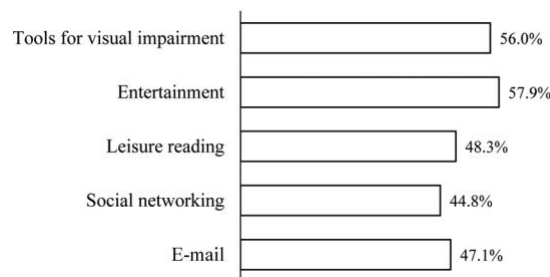 Tools for visual impairment 56.0%
Entertainment 57.9%
Leisure reading 48.3%
Social networking 44.8%
E-mail 47.1%